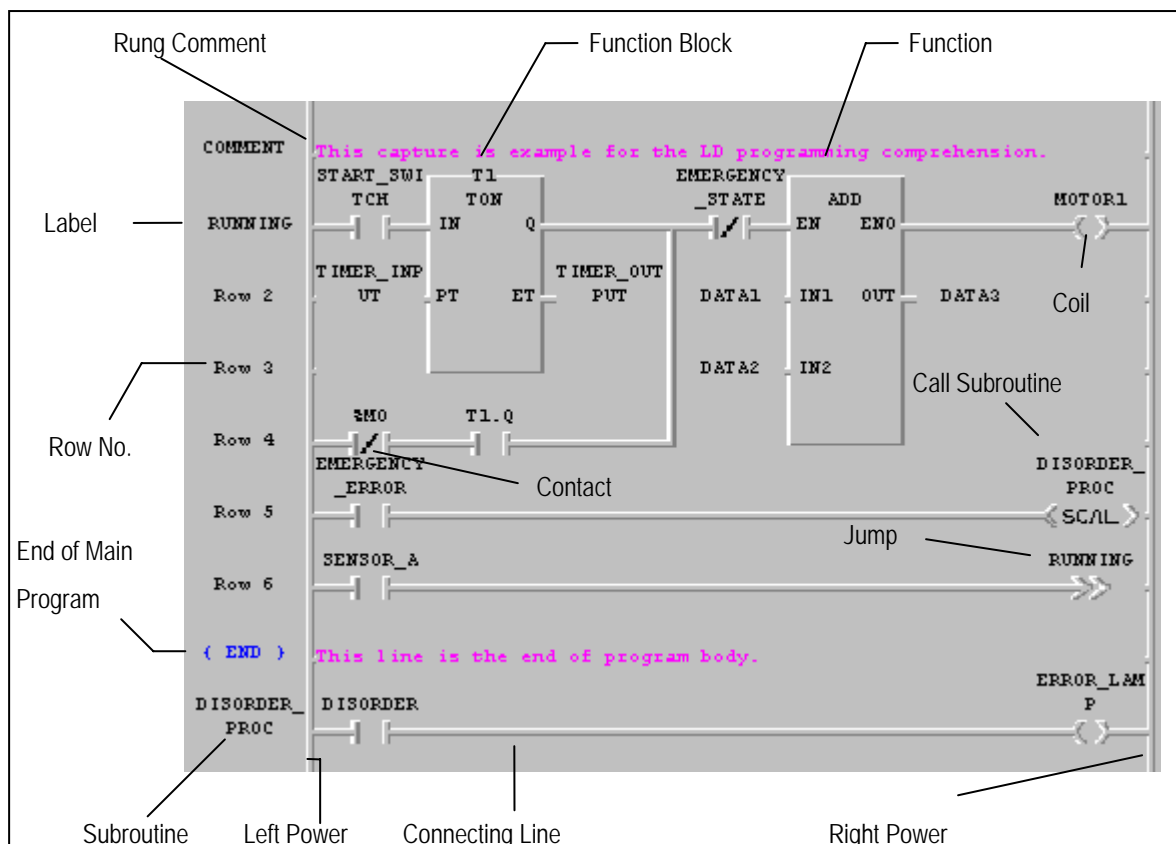 Rung Comment Function Block Function
COMMENT This capture is example for the LD programming comprehension.
START_SWI T1 EMERGENCY
TCH TON _STATE ADD MOTOR1
Label RUNNING IN Q EN ENO
TIMER_INP TIMER_OUT
Row 2 UT PT ET PUT DATA1 IN1 OUT DATA3 Coil
Row 3 DATA2 IN2
Call Subroutine
%M0 T1.Q
Row No. Row 4
EMERGENCY Contact DISORDER_
_ERROR PROC
Row 5 SCAL
End of Main Jump
SENSOR_A RUNNING
Row 6
Program
{ END } This line is the end of program body.
ERROR_LAM
DISORDER_ DISORDER P
PROC
Subroutine Left Power Connecting Line Right Power